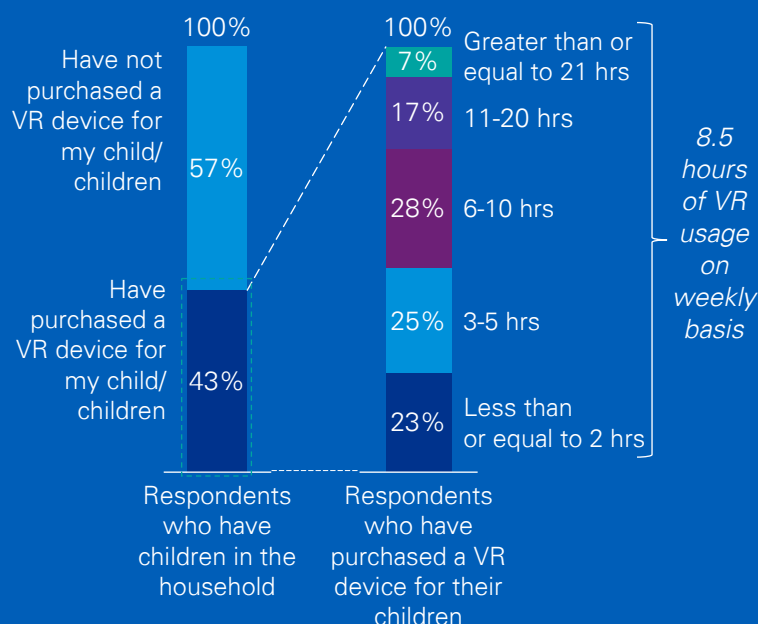 100%
Have not
purchased a
VR device for
my child/
children
57%
Have
purchased a
VR device for
my child/
children
43%
Respondents
who have
children in the
household
100%
7%
Greater than or
equal to 21 hrs
17%
11-20 hrs
28%
6-10 hrs
25%
3-5 hrs
23%
Less than
or equal to 2 hrs
Respondents
who have
purchased a VR
device for their
children
8.5
hours
of VR
usage
on
weekly
basis